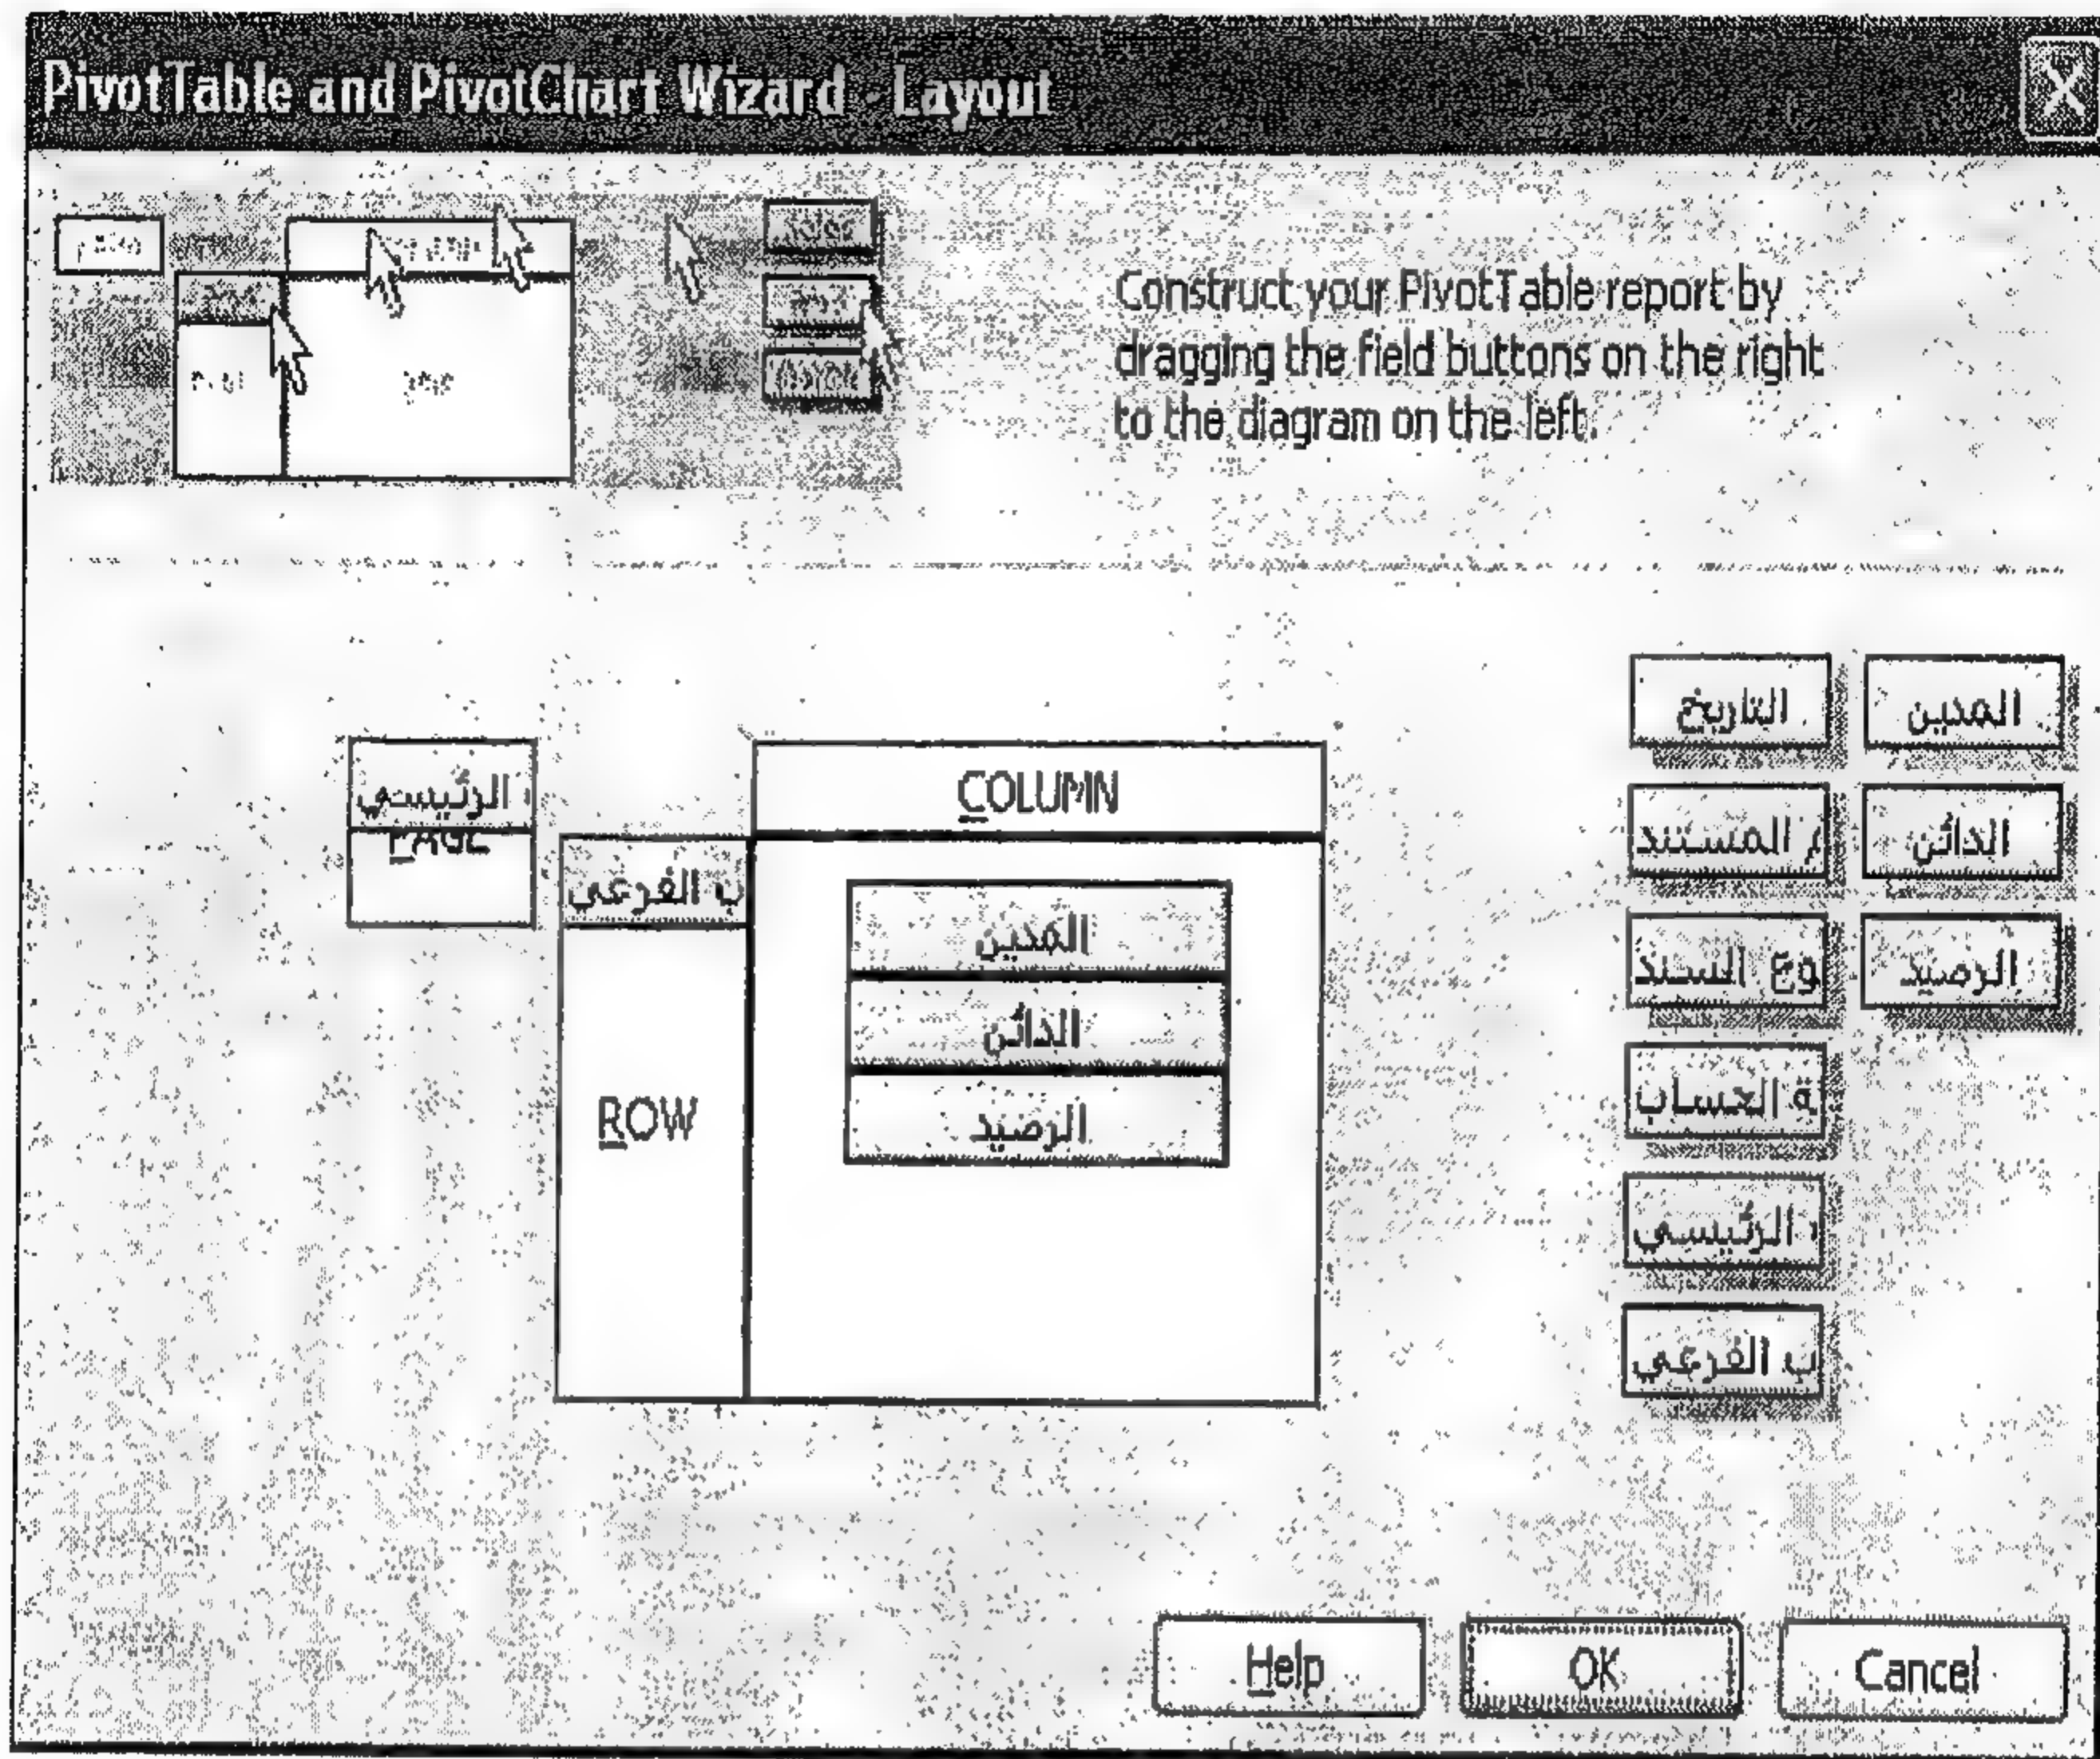 PivotTable and PivotChart Wizard - Layout
Construct your PivotTable report by
dragging the field buttons on the right
to the diagram on the left.
التاريخ
المدين
الرئيسي
PAGE
COLUMN
المستند
الدائن
ب الفرعي
المدين
وع السند
الرصيد
الدائن
ROW
الرصيد
ة الحساب
الرئيسي
ب الفرعي
Help
OK
Cancel